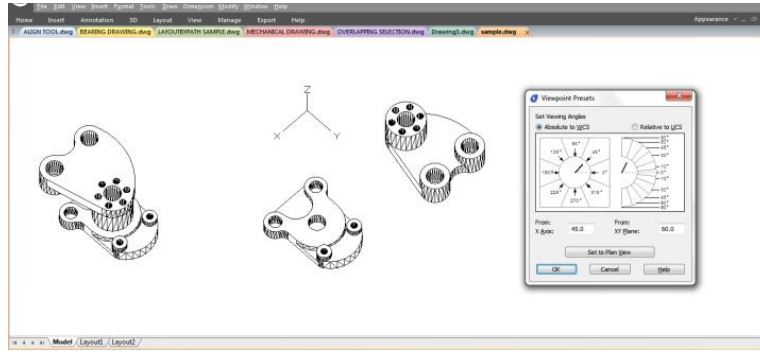 File Edit View Insert Format Tools Draw Dimension Modify Window Help
Home Insert Annotation 3D Layout View Manage Export Help Appearance
ALIGN TOOL.dwg BEARING DRAWING.dwg LAYOUTBYPATH SAMPLE.dwg MECHANICAL DRAWING.dwg OVERLAPPING SELECTION.dwg Drawing3.dwg sample.dwg
Z
X Y
Viewpoint Presets
Set Viewing Angles
Absolute to WCS Relative to UCS
90°
135° 45°
180° 0°
225° 315°
270°
From: From:
X Axis: 45.0 XY Plane: 60.0
Set to Plan View
OK Cancel Help
Model Layout1 Layout2